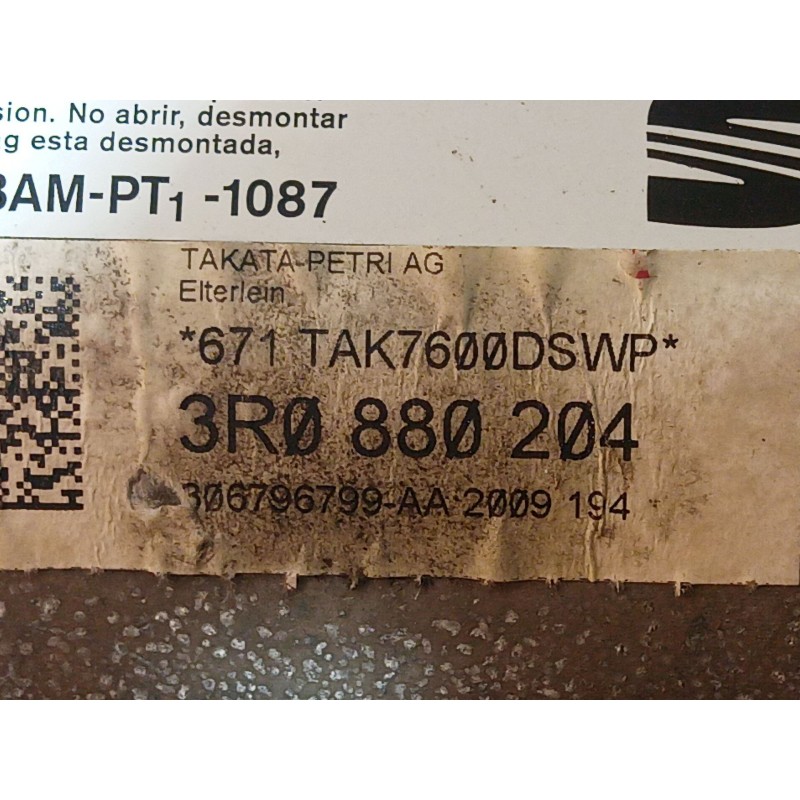 sion. No abrir, desmontar
g esta desmontada,
BAM-PT1 -1087
TAKATA-PETRI AG
Elterlein
*671 TAK7600DSWP*
3R0 880 204
306796799-AA 2009 194